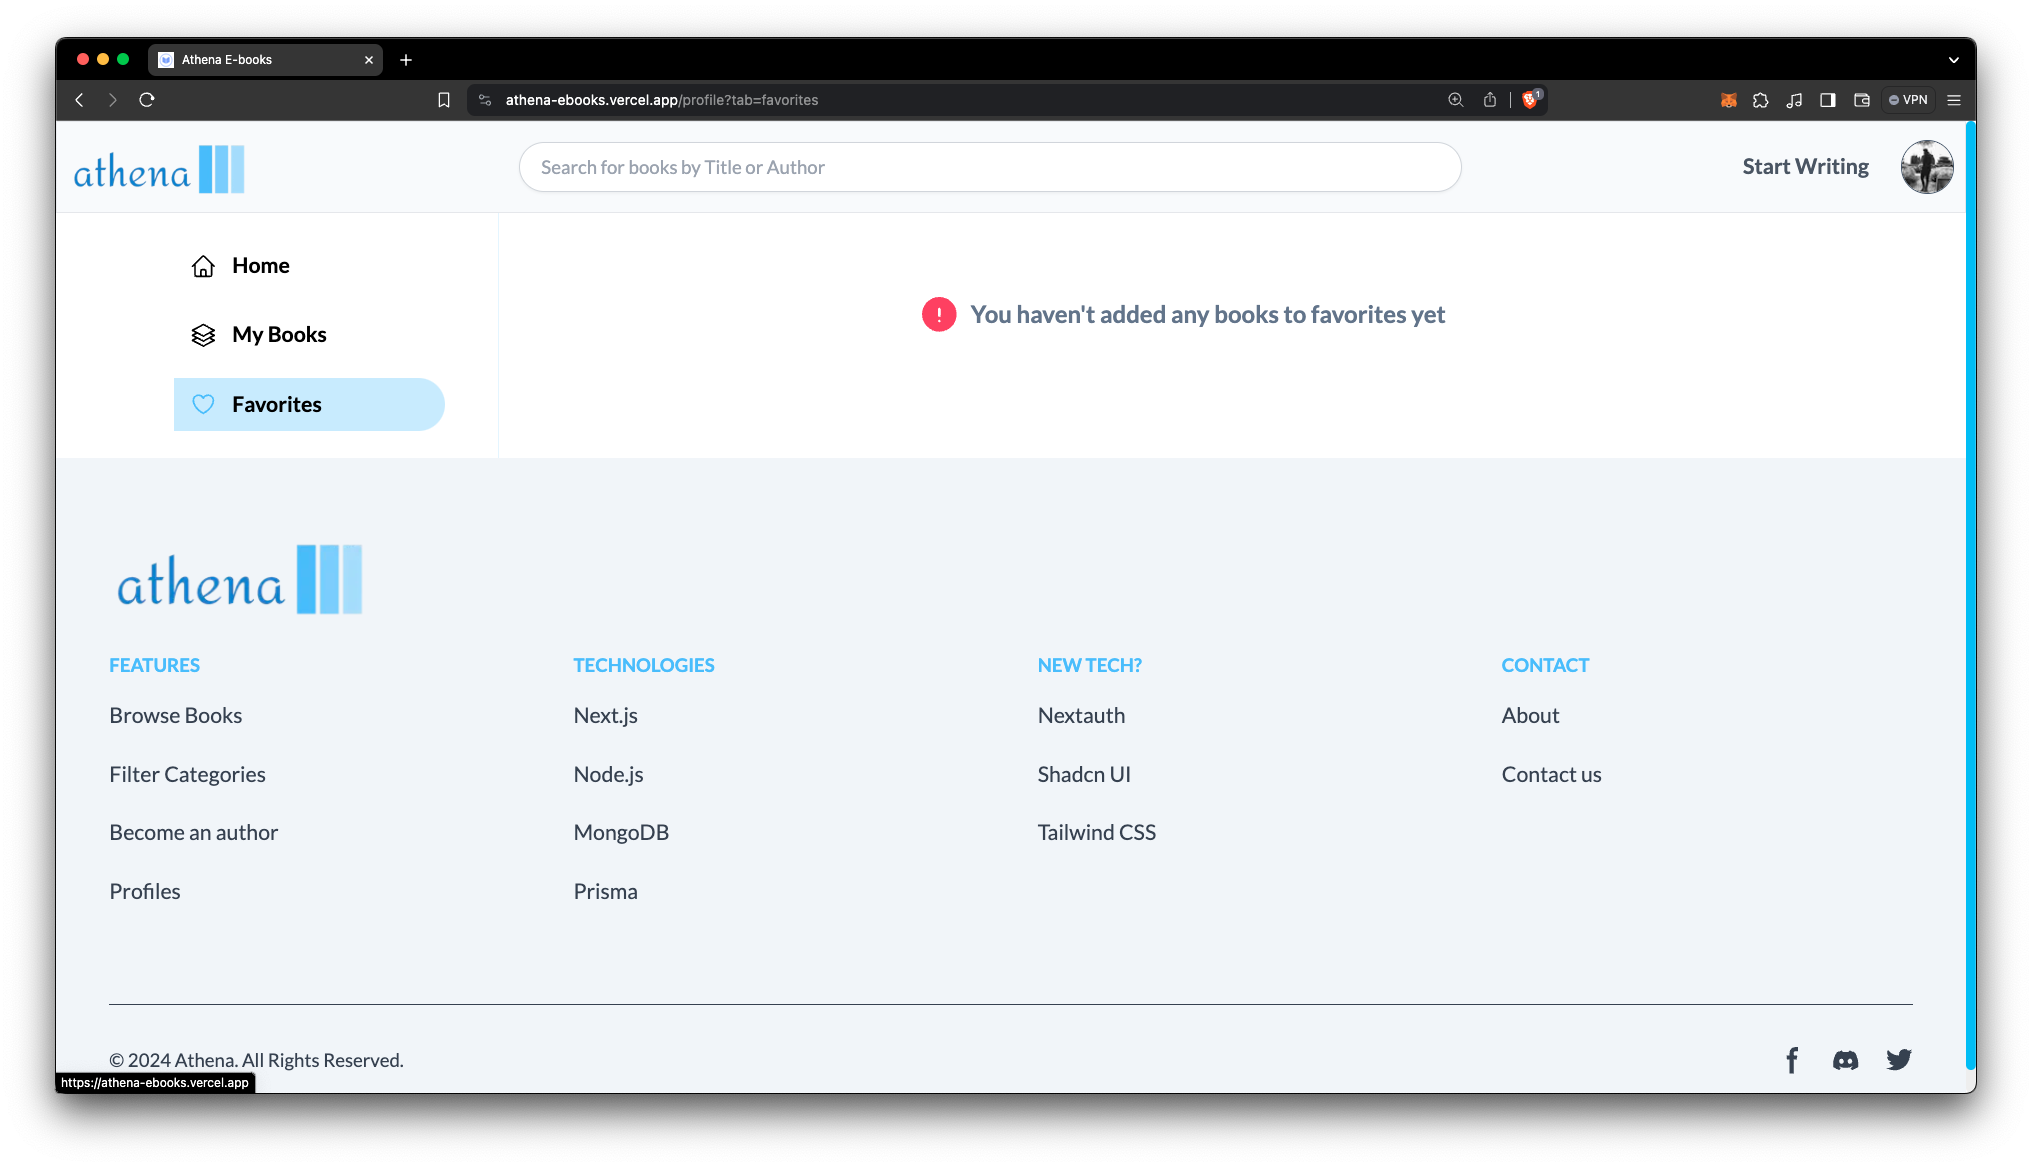 Athena E-books
athena-ebooks.vercel.app/profile?tab=favorites
1
VPN
athena
Search for books by Title or Author
Start Writing
Home
My Books
Favorites
You haven't added any books to favorites yet
athena
FEATURES
Browse Books
Filter Categories
Become an author
Profiles
TECHNOLOGIES
Next.js
Node.js
MongoDB
Prisma
NEW TECH?
Nextauth
Shadcn UI
Tailwind CSS
CONTACT
About
Contact us
© 2024 Athena. All Rights Reserved.
https://athena-ebooks.vercel.app